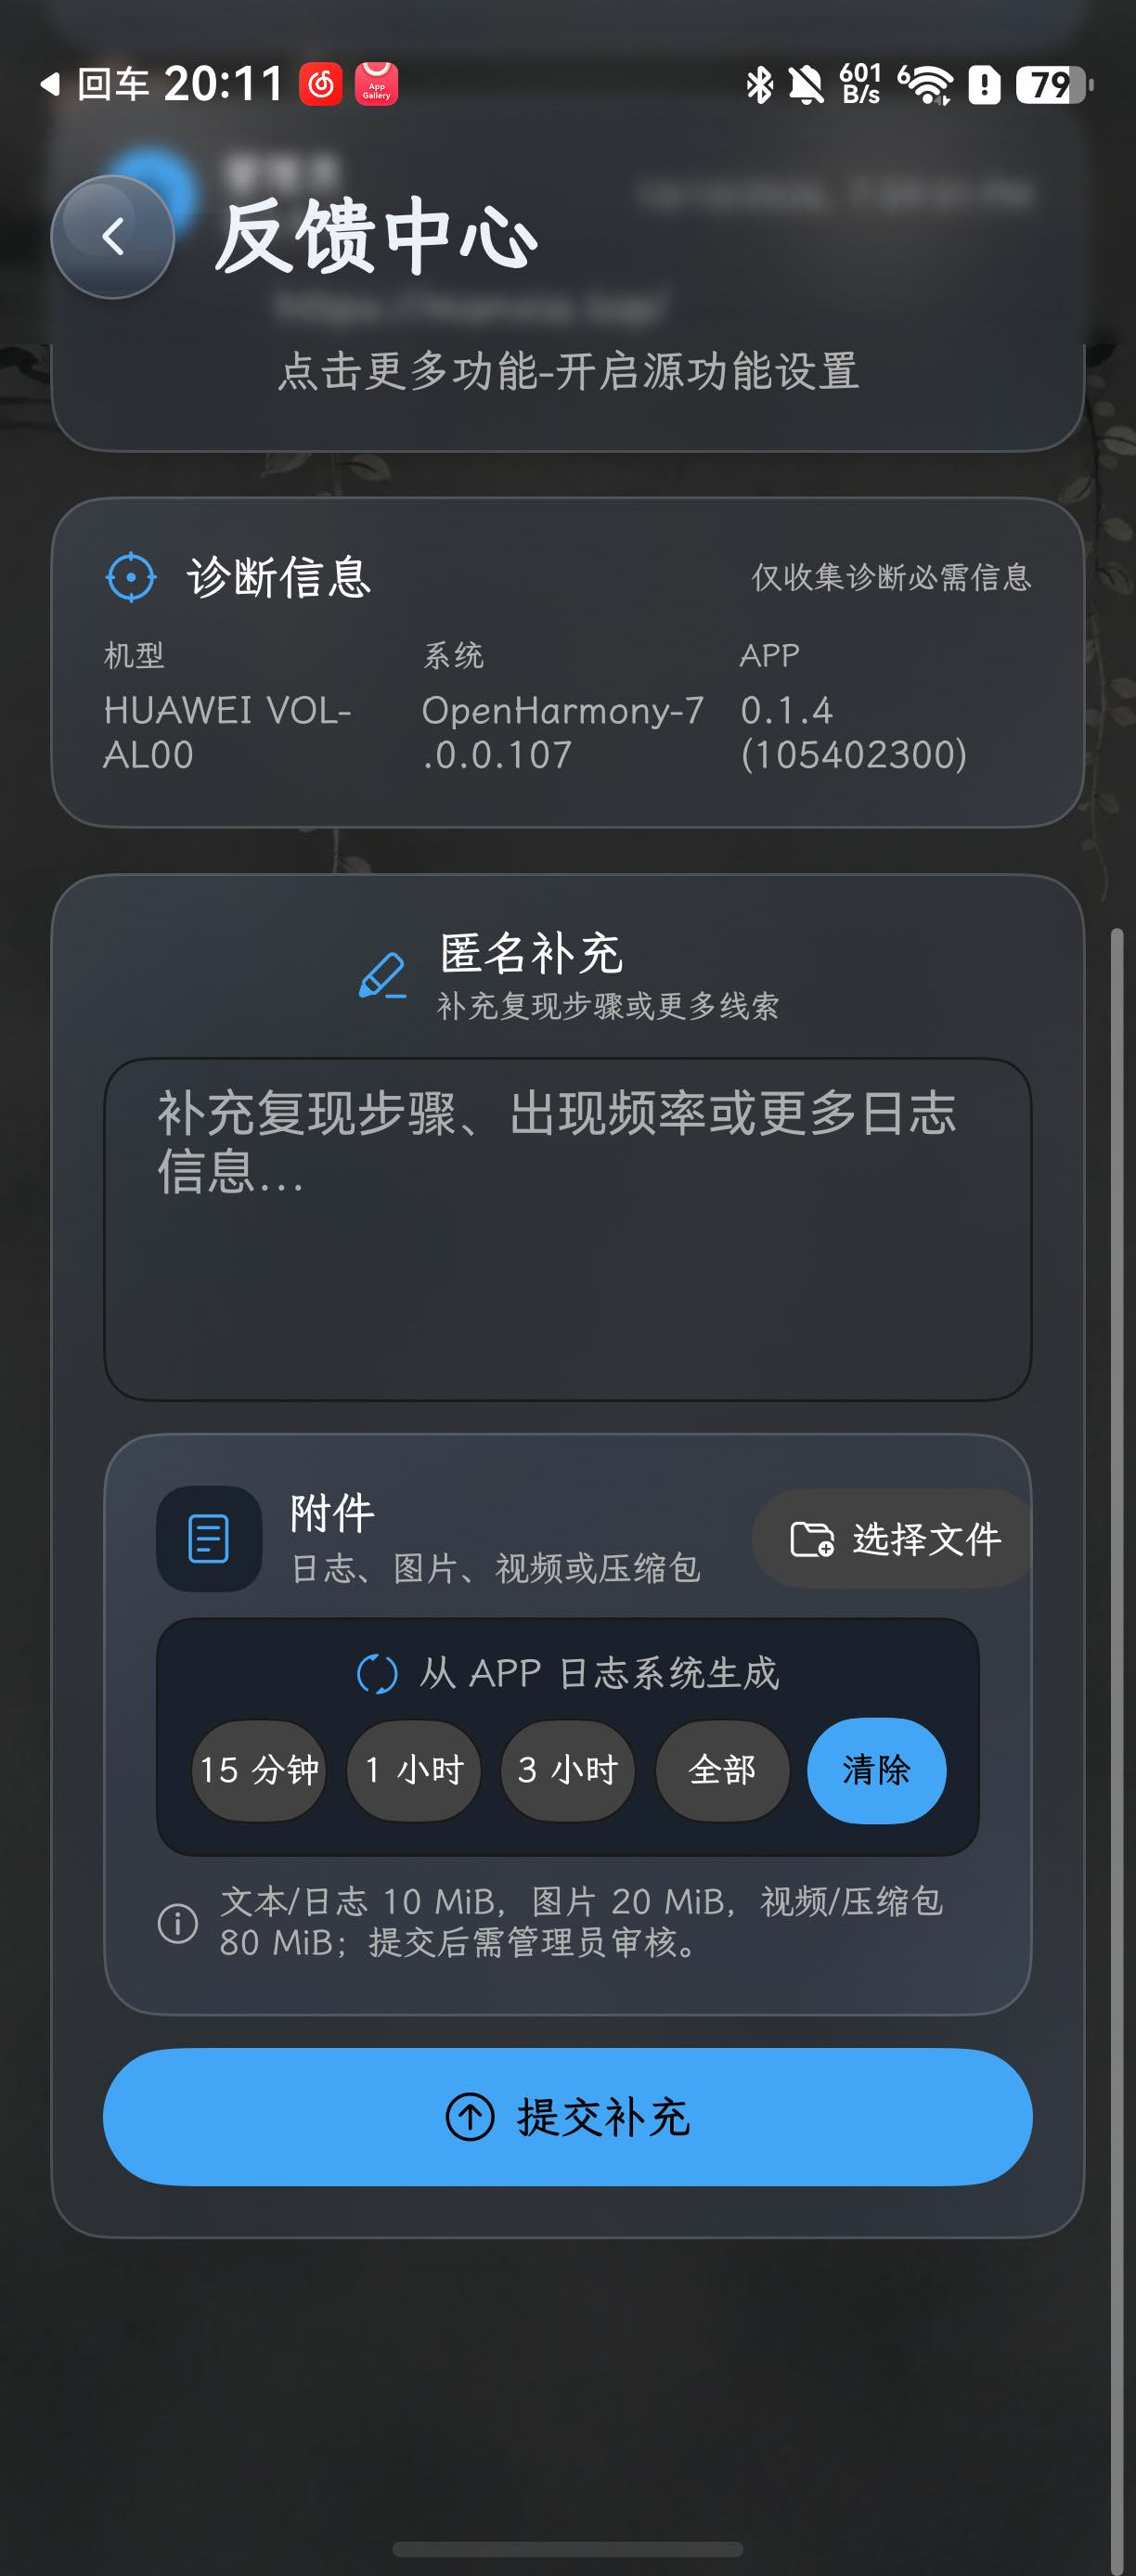 回车 20:11
App Gallery
601 B/s
6
79
反馈中心
点击更多功能-开启源功能设置
诊断信息
仅收集诊断必需信息
机型
系统
APP
HUAWEI VOL-
AL00
OpenHarmony-7
.0.0.107
0.1.4
(105402300)
匿名补充
补充复现步骤或更多线索
补充复现步骤、出现频率或更多日志
信息...
附件
日志、图片、视频或压缩包
选择文件
从 APP 日志系统生成
15 分钟
1 小时
3 小时
全部
清除
文本/日志 10 MiB，图片 20 MiB，视频/压缩包
80 MiB；提交后需管理员审核。
提交补充